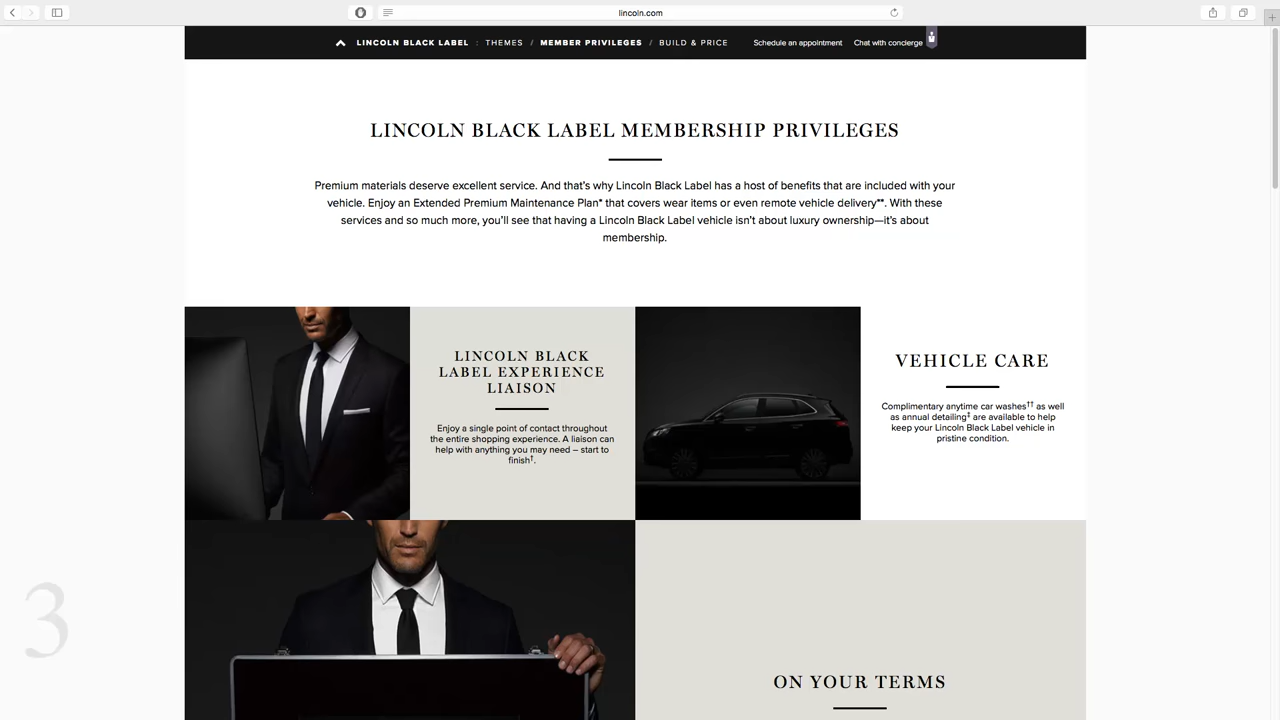 lincoln.com
LINCOLN BLACK LABEL : THEMES / MEMBER PRIVILEGES / BUILD & PRICE Schedule an appointment Chat with concierge
LINCOLN BLACK LABEL MEMBERSHIP PRIVILEGES
Premium materials deserve excellent service. And that's why Lincoln Black Label has a host of benefits that are included with your
vehicle. Enjoy an Extended Premium Maintenance Plan* that covers wear items or even remote vehicle delivery**. With these
services and so much more, you'll see that having a Lincoln Black Label vehicle isn't about luxury ownership—it's about
membership.
LINCOLN BLACK
LABEL EXPERIENCE
LIAISON
Enjoy a single point of contact throughout
the entire shopping experience. A liaison can
help with anything you may need – start to
finish†.
VEHICLE CARE
Complimentary anytime car washes†† as well
as annual detailing‡ are available to help
keep your Lincoln Black Label vehicle in
pristine condition.
3
ON YOUR TERMS